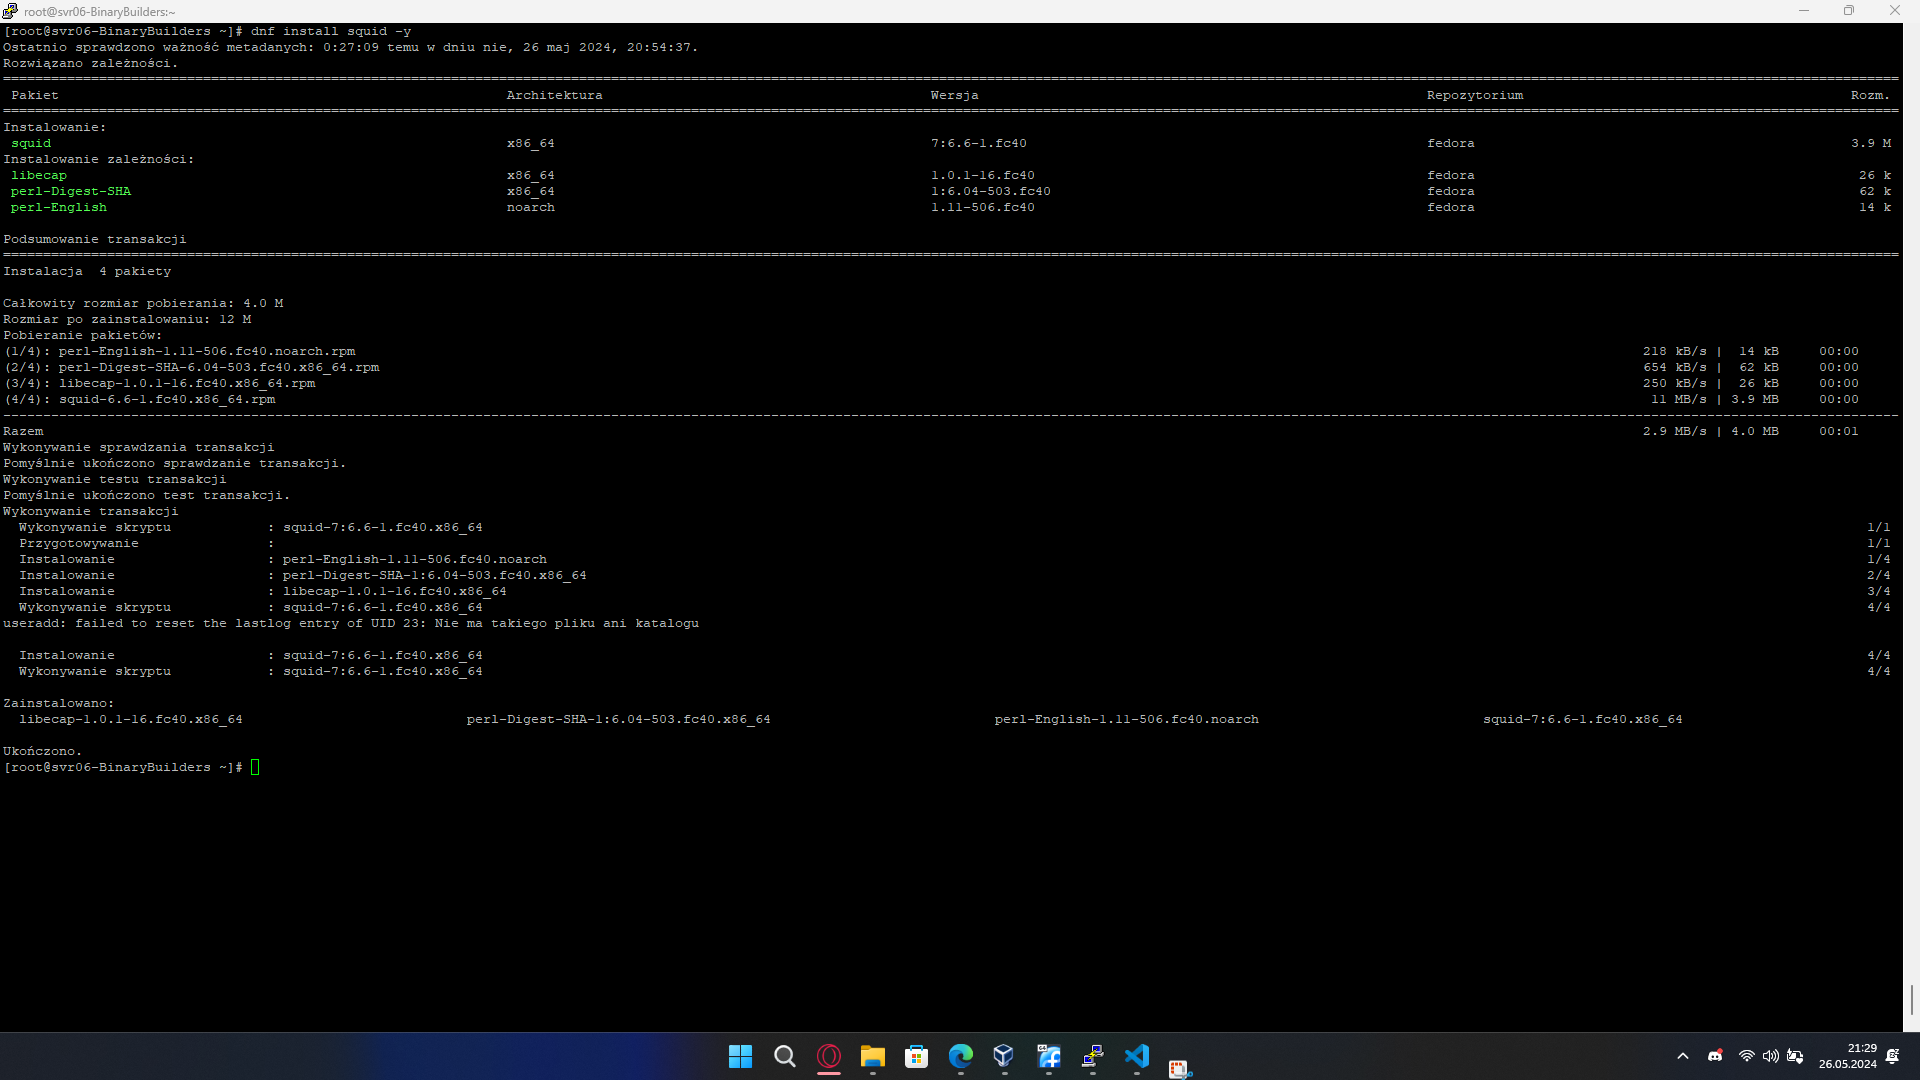 root@svr06-BinaryBuilders:~
[root@svr06-BinaryBuilders ~]# dnf install squid -y
Ostatnio sprawdzono ważność metadanych: 0:27:09 temu w dniu nie, 26 maj 2024, 20:54:37.
Rozwiązano zależności.
Pakiet Architektura Wersja Repozytorium Rozm.
Instalowanie:
squid x86_64 7:6.6-1.fc40 fedora 3.9 M
Instalowanie zależności:
libecap x86_64 1.0.1-16.fc40 fedora 26 k
perl-Digest-SHA x86_64 1:6.04-503.fc40 fedora 62 k
perl-English noarch 1.11-506.fc40 fedora 14 k
Podsumowanie transakcji
Instalacja 4 pakiety
Całkowity rozmiar pobierania: 4.0 M
Rozmiar po zainstalowaniu: 12 M
Pobieranie pakietów:
(1/4): perl-English-1.11-506.fc40.noarch.rpm 218 kB/s | 14 kB 00:00
(2/4): perl-Digest-SHA-6.04-503.fc40.x86_64.rpm 654 kB/s | 62 kB 00:00
(3/4): libecap-1.0.1-16.fc40.x86_64.rpm 250 kB/s | 26 kB 00:00
(4/4): squid-6.6-1.fc40.x86_64.rpm 11 MB/s | 3.9 MB 00:00
Razem 2.9 MB/s | 4.0 MB 00:01
Wykonywanie sprawdzania transakcji
Pomyślnie ukończono sprawdzanie transakcji.
Wykonywanie testu transakcji
Pomyślnie ukończono test transakcji.
Wykonywanie transakcji
Wykonywanie skryptu : squid-7:6.6-1.fc40.x86_64 1/1
Przygotowywanie : 1/1
Instalowanie : perl-English-1.11-506.fc40.noarch 1/4
Instalowanie : perl-Digest-SHA-1:6.04-503.fc40.x86_64 2/4
Instalowanie : libecap-1.0.1-16.fc40.x86_64 3/4
Wykonywanie skryptu : squid-7:6.6-1.fc40.x86_64 4/4
useradd: failed to reset the lastlog entry of UID 23: Nie ma takiego pliku ani katalogu
Instalowanie : squid-7:6.6-1.fc40.x86_64 4/4
Wykonywanie skryptu : squid-7:6.6-1.fc40.x86_64 4/4
Zainstalowano:
libecap-1.0.1-16.fc40.x86_64 perl-Digest-SHA-1:6.04-503.fc40.x86_64 perl-English-1.11-506.fc40.noarch squid-7:6.6-1.fc40.x86_64
Ukończono.
[root@svr06-BinaryBuilders ~]#
21:29
26.05.2024